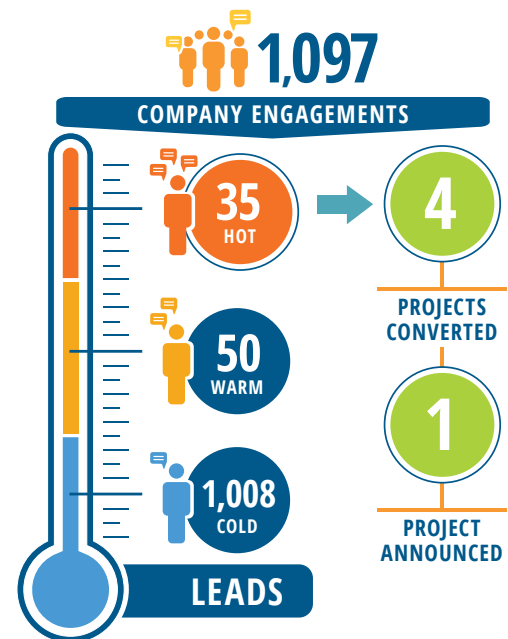 1,097
COMPANY ENGAGEMENTS
35
HOT
4
PROJECTS
CONVERTED
50
WARM
1
PROJECT
ANNOUNCED
1,008
COLD
LEADS